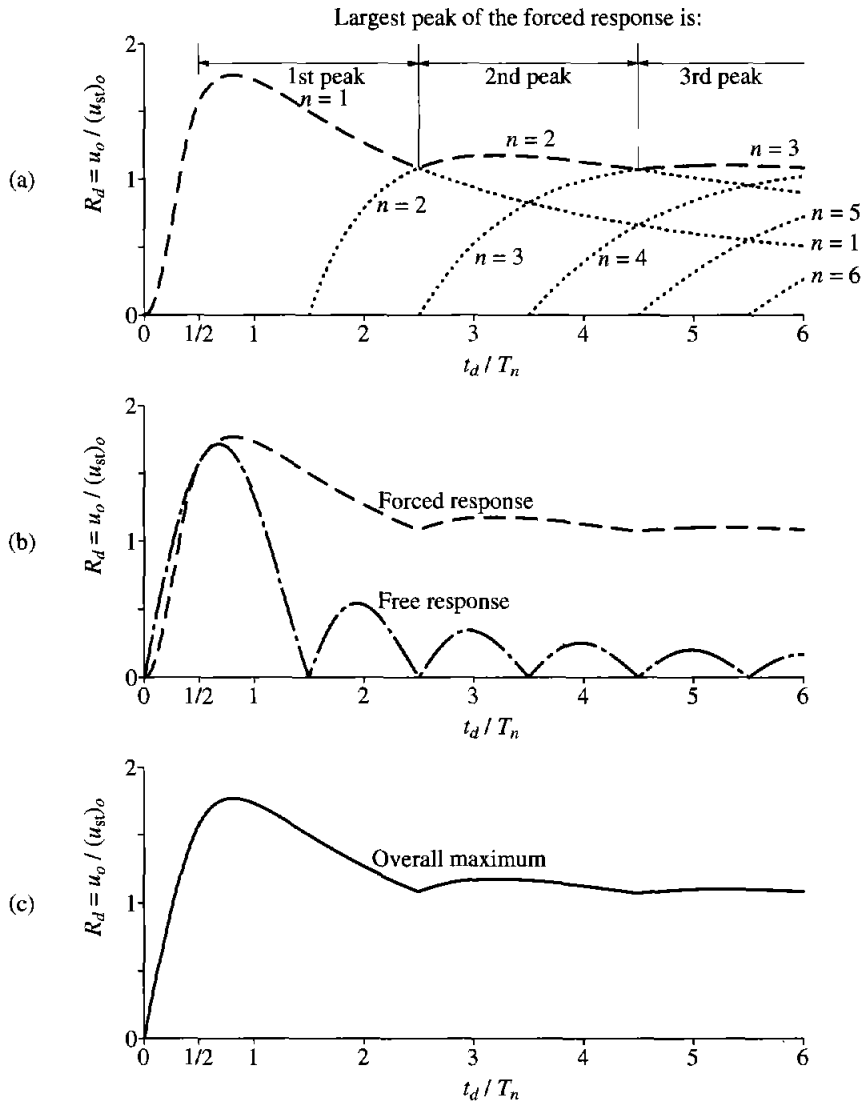 Largest peak of the forced response is:
(a)
R_d = u_o / (u_st)_o
2
1
0
1st peak
2nd peak
3rd peak
n = 1
n = 2
n = 3
n = 2
n = 3
n = 4
n = 5
n = 1
n = 6
0 1/2 1 2 3 4 5 6
t_d / T_n
(b)
R_d = u_o / (u_st)_o
2
1
0
Forced response
Free response
0 1/2 1 2 3 4 5 6
t_d / T_n
(c)
R_d = u_o / (u_st)_o
2
1
0
Overall maximum
0 1/2 1 2 3 4 5 6
t_d / T_n